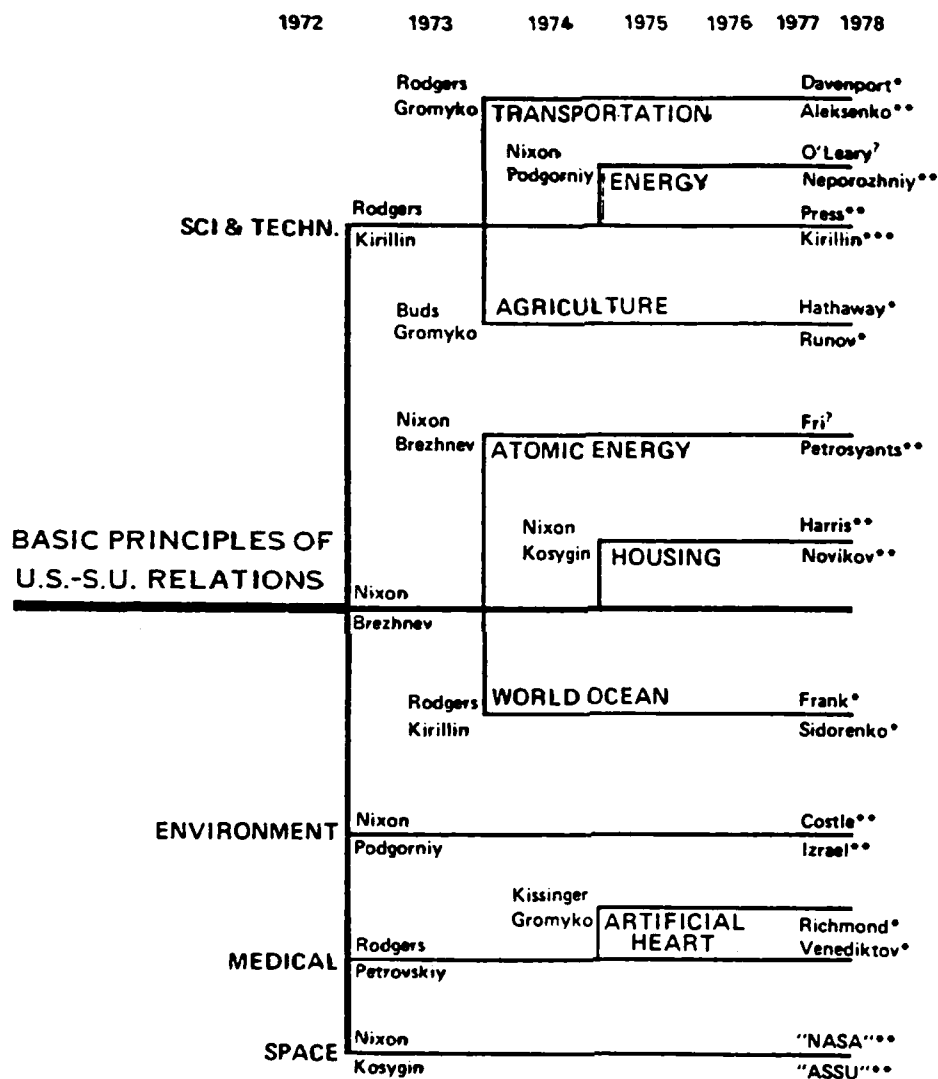 1972 1973 1974 1975 1976 1977 1978
Rodgers Davenport*
Gromyko TRANSPORTATION Aleksenko**
Nixon O'Leary?
Podgorniy ENERGY Neporozhniy**
Rodgers Press**
SCI & TECHN.
Kirillin Kirillin***
Buds AGRICULTURE Hathaway*
Gromyko Runov*
Nixon Fri?
Brezhnev ATOMIC ENERGY Petrosyants**
Nixon Harris**
BASIC PRINCIPLES OF
Kosygin HOUSING Novikov**
U.S.-S.U. RELATIONS
Nixon
Brezhnev
Rodgers WORLD OCEAN Frank*
Kirillin Sidorenko*
Nixon Costle**
ENVIRONMENT
Podgorniy Izrael**
Kissinger
Gromyko ARTIFICIAL Richmond*
Rodgers HEART Venediktov*
MEDICAL
Petrovskiy
Nixon "NASA"**
SPACE
Kosygin "ASSU"**